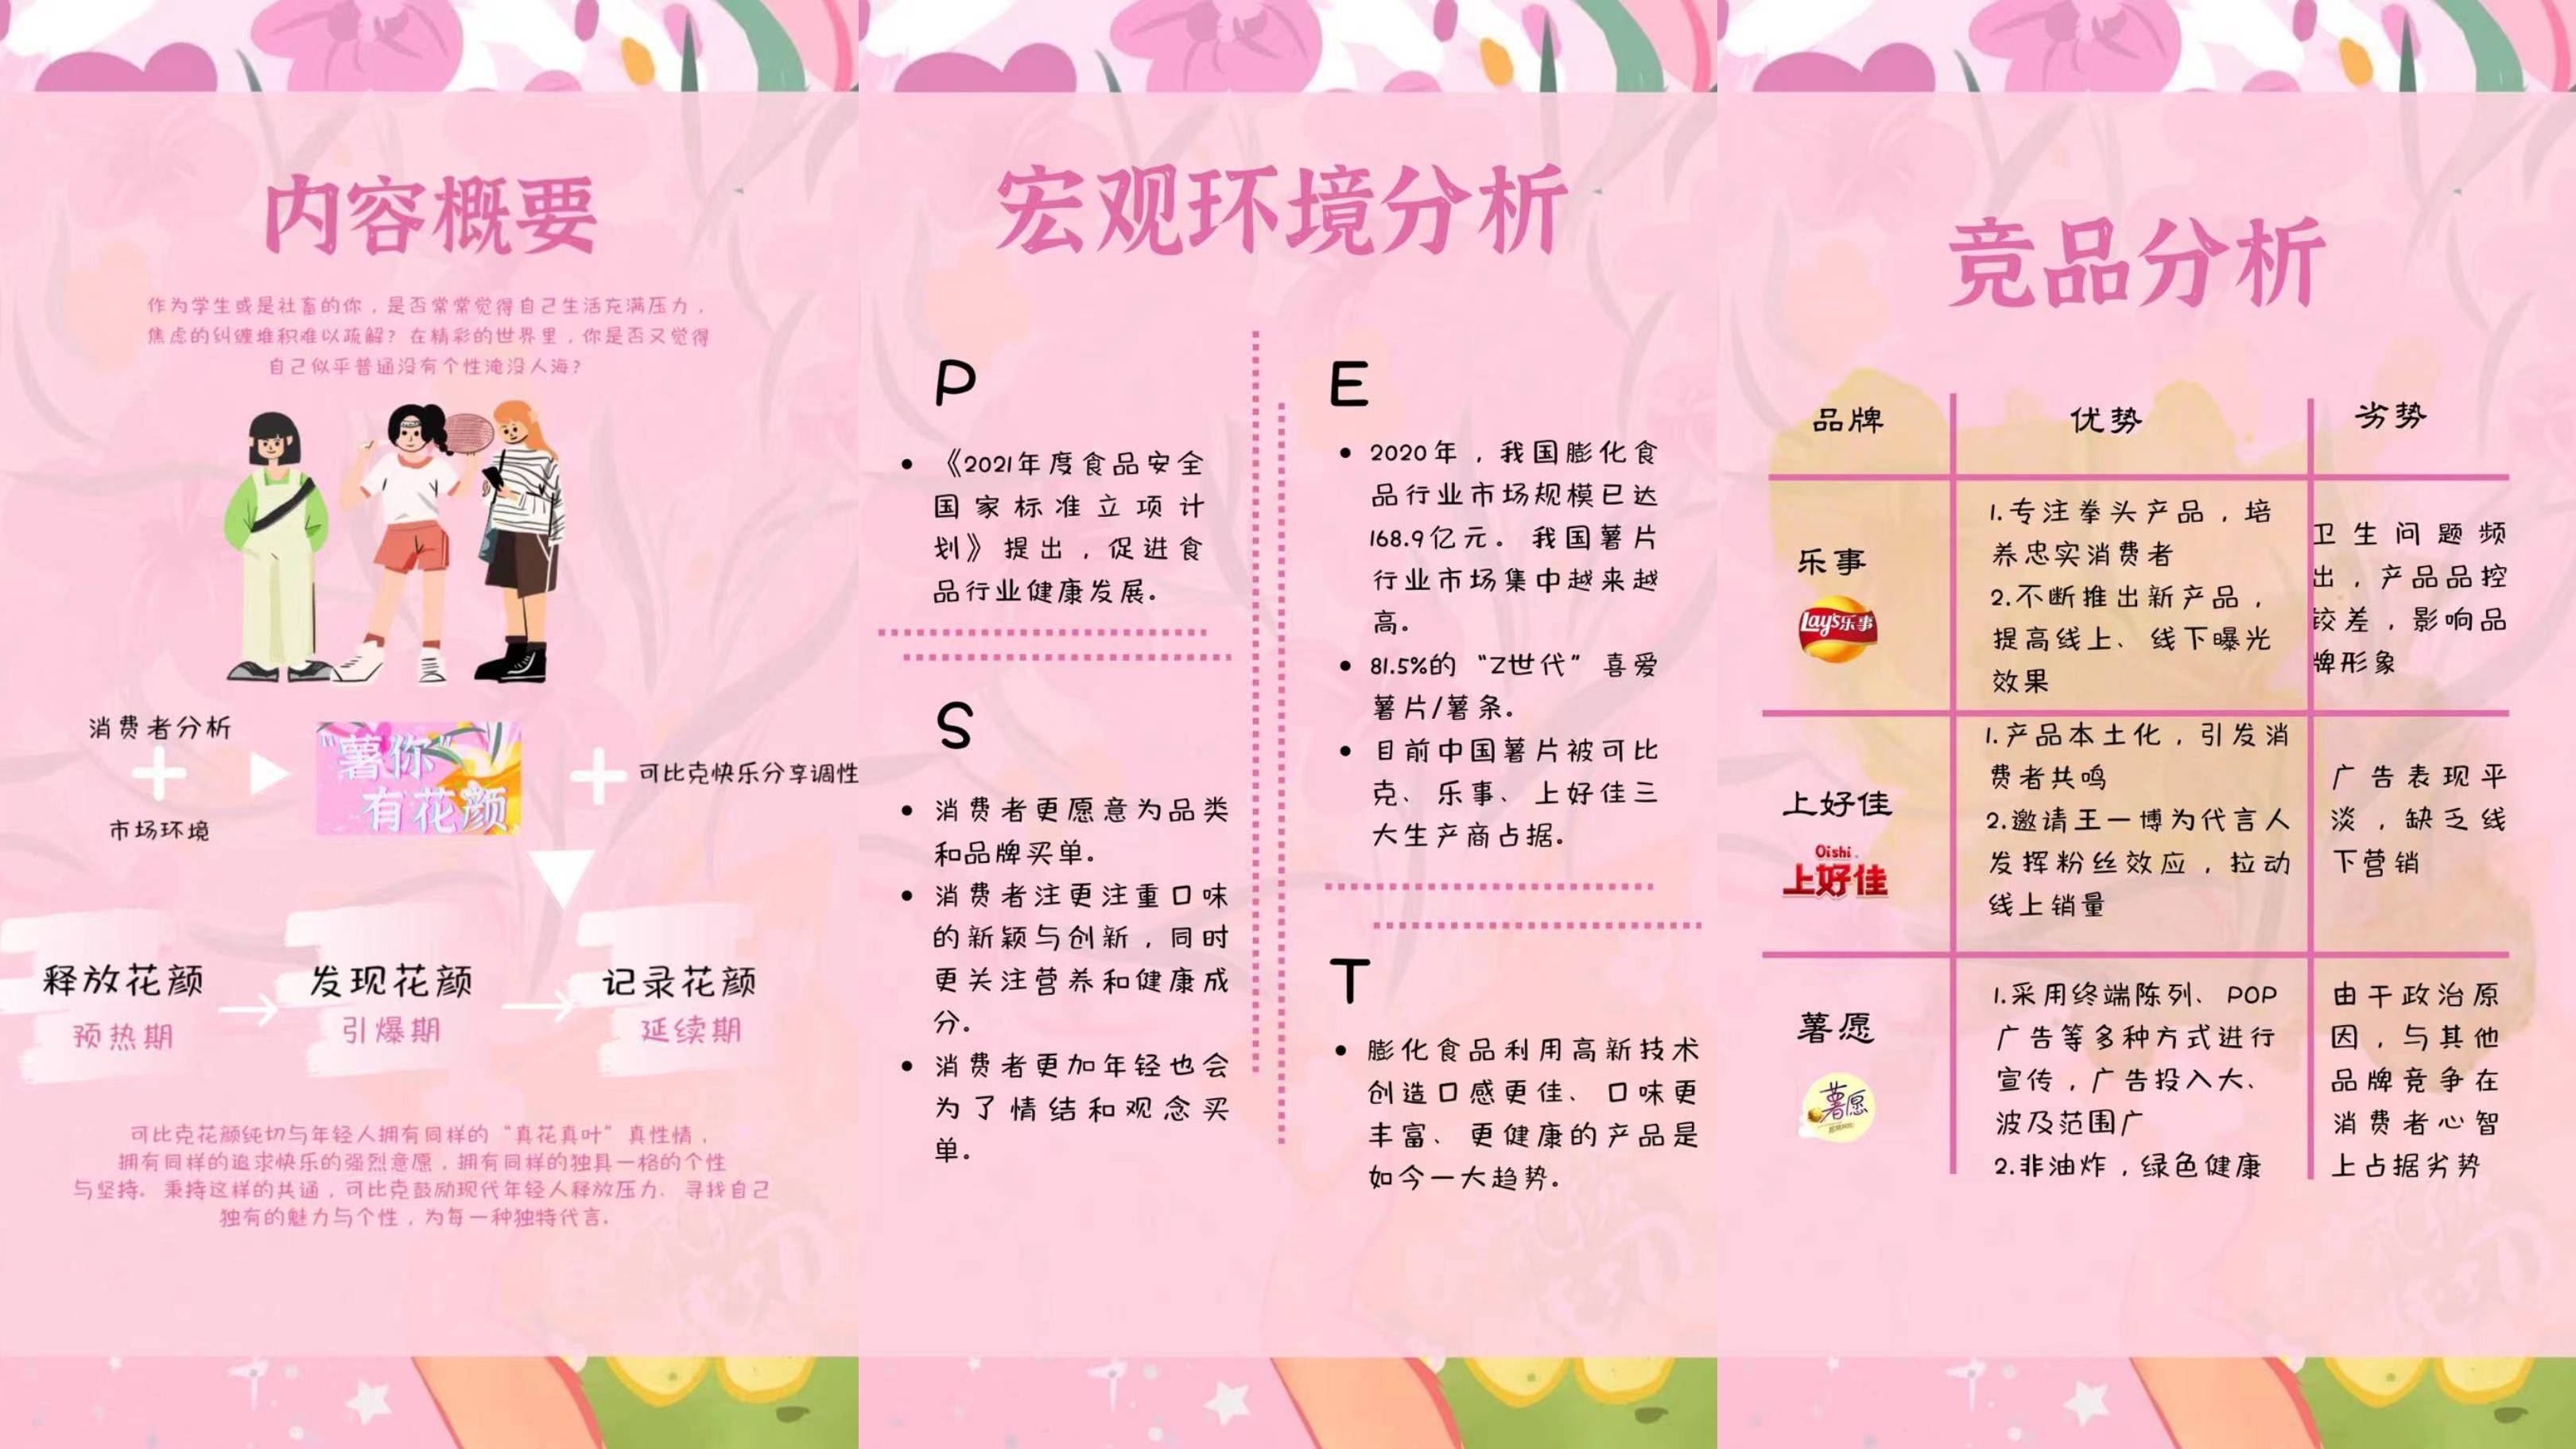 内容概要
作为学生或是社畜的你，是否常常觉得自己生活充满压力，
焦虑的纠缠堆积难以疏解？在精彩的世界里，你是否又觉得
自己似乎普通没有个性淹没人海？
消费者分析
市场环境
"薯你"
有花颜
可比克快乐分享调性
释放花颜
预热期
发现花颜
引爆期
记录花颜
延续期
可比克花颜纯切与年轻人拥有同样的“真花真叶”真性情，
拥有同样的追求快乐的强烈意愿，拥有同样的独具一格的个性
与坚持。秉持这样的共通，可比克鼓励现代年轻人释放压力、寻找自己
独有的魅力与个性，为每一种独特代言。
宏观环境分析
P
《2021年度食品安全
国家标准立项计
划》提出，促进食
品行业健康发展。
S
消费者更愿意为品类
和品牌买单。
消费者注更注重口味
的新颖与创新，同时
更关注营养和健康成
分。
消费者更加年轻也会
为了情结和观念买
单。
E
2020年，我国膨化食
品行业市场规模已达
168.9亿元。我国薯片
行业市场集中越来越
高。
81.5%的“Z世代”喜爱
薯片/薯条。
目前中国薯片被可比
克、乐事、上好佳三
大生产商占据。
T
膨化食品利用高新技术
创造口感更佳、口味更
丰富、更健康的产品是
如今一大趋势。
竞品分析
品牌
优势
劣势
乐事
Lay's乐事
1.专注拳头产品，培
养忠实消费者
2.不断推出新产品，
提高线上、线下曝光
效果
卫生问题频
出，产品品控
较差，影响品
牌形象
上好佳
Oishi
上好佳
1.产品本土化，引发消
费者共鸣
2.邀请王一博为代言人
发挥粉丝效应，拉动
线上销量
广告表现平
淡，缺乏线
下营销
薯愿
薯愿
1.采用终端陈列、POP
广告等多种方式进行
宣传，广告投入大、
波及范围广
2.非油炸，绿色健康
由于政治原
因，与其他
品牌竞争在
消费者心智
上占据劣势